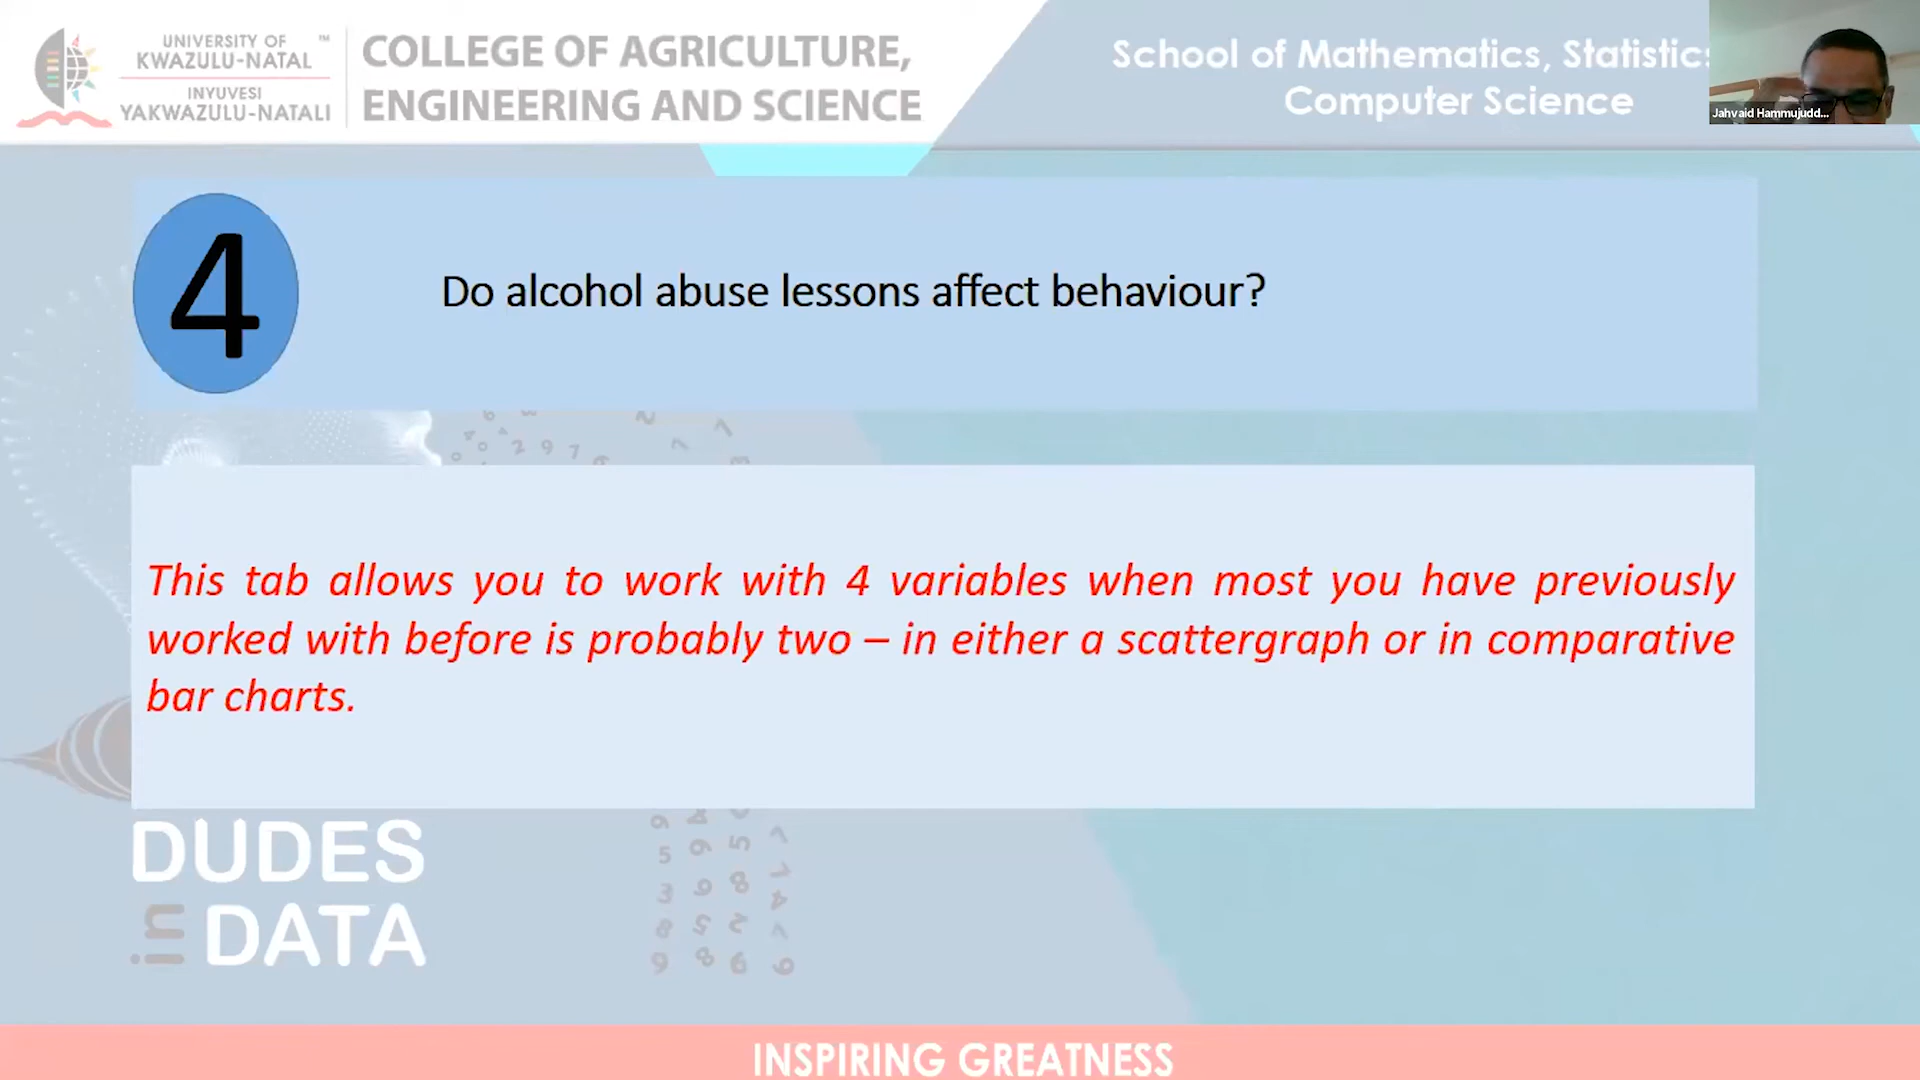 UNIVERSITY OF ™
KWAZULU-NATAL
INYUVESI
YAKWAZULU-NATALI
COLLEGE OF AGRICULTURE,
ENGINEERING AND SCIENCE
School of Mathematics, Statistics
Computer Science
Jahvaid Hammujudd...
4
Do alcohol abuse lessons affect behaviour?
This tab allows you to work with 4 variables when most you have previously
worked with before is probably two – in either a scattergraph or in comparative
bar charts.
DUDES
in DATA
INSPIRING GREATNESS